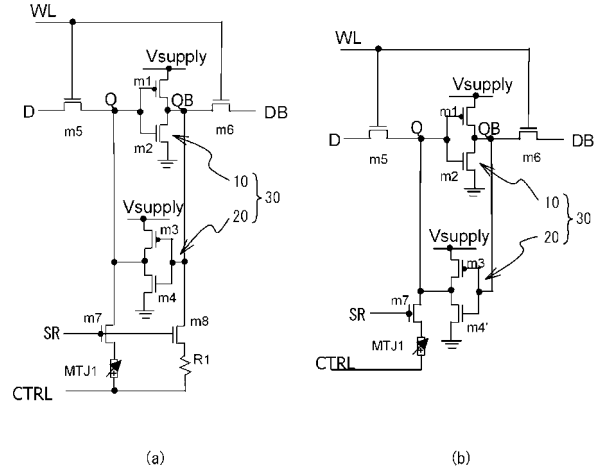 WL
Vsupply
m1
D
Q
QB
DB
m5
m2
m6
10
20
30
Vsupply
m3
m4
m7
m8
SR
MTJ1
R1
CTRL
(a)
WL
Vsupply
m1
D
Q
QB
DB
m5
m2
m6
10
20
30
Vsupply
m3
m7
SR
m4'
MTJ1
CTRL
(b)